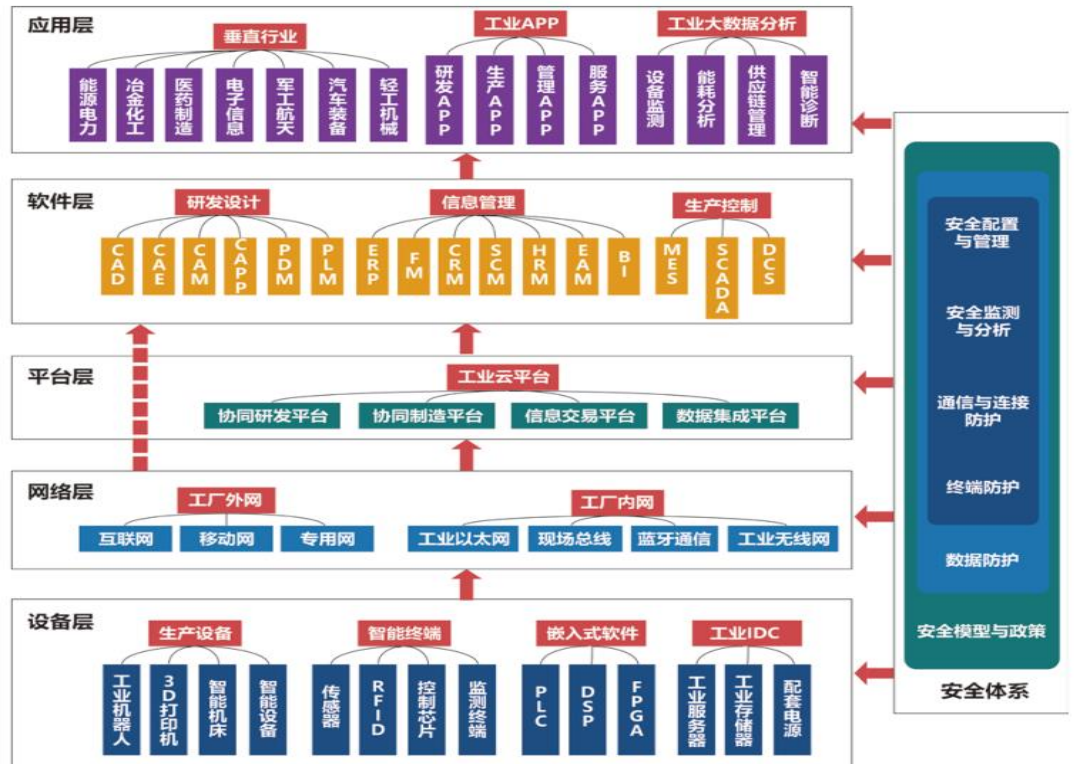 应用层
垂直行业
工业APP
工业大数据分析
能源电力
冶金化工
医药制造
电子信息
军工航天
汽车装备
轻工机械
研发APP
生产APP
管理APP
服务APP
设备监测
能耗分析
供应链管理
智能诊断
软件层
研发设计
信息管理
生产控制
CAD
CAE
CAM
CAPP
PDM
PLM
ERP
FM
CRM
SCM
HRM
EAM
BI
MES
SCADA
DCS
平台层
工业云平台
协同研发平台
协同制造平台
信息交易平台
数据集成平台
网络层
工厂外网
工厂内网
互联网
移动网
专用网
工业以太网
现场总线
蓝牙通信
工业无线网
设备层
生产设备
智能终端
嵌入式软件
工业IDC
工业机器人
3D打印机
智能机床
智能设备
传感器
RFID
控制芯片
监测终端
PLC
DSP
FPGA
工业服务器
工业存储器
配套电源
安全配置
与管理
安全监测
与分析
通信与连接
防护
终端防护
数据防护
安全模型与政策
安全体系